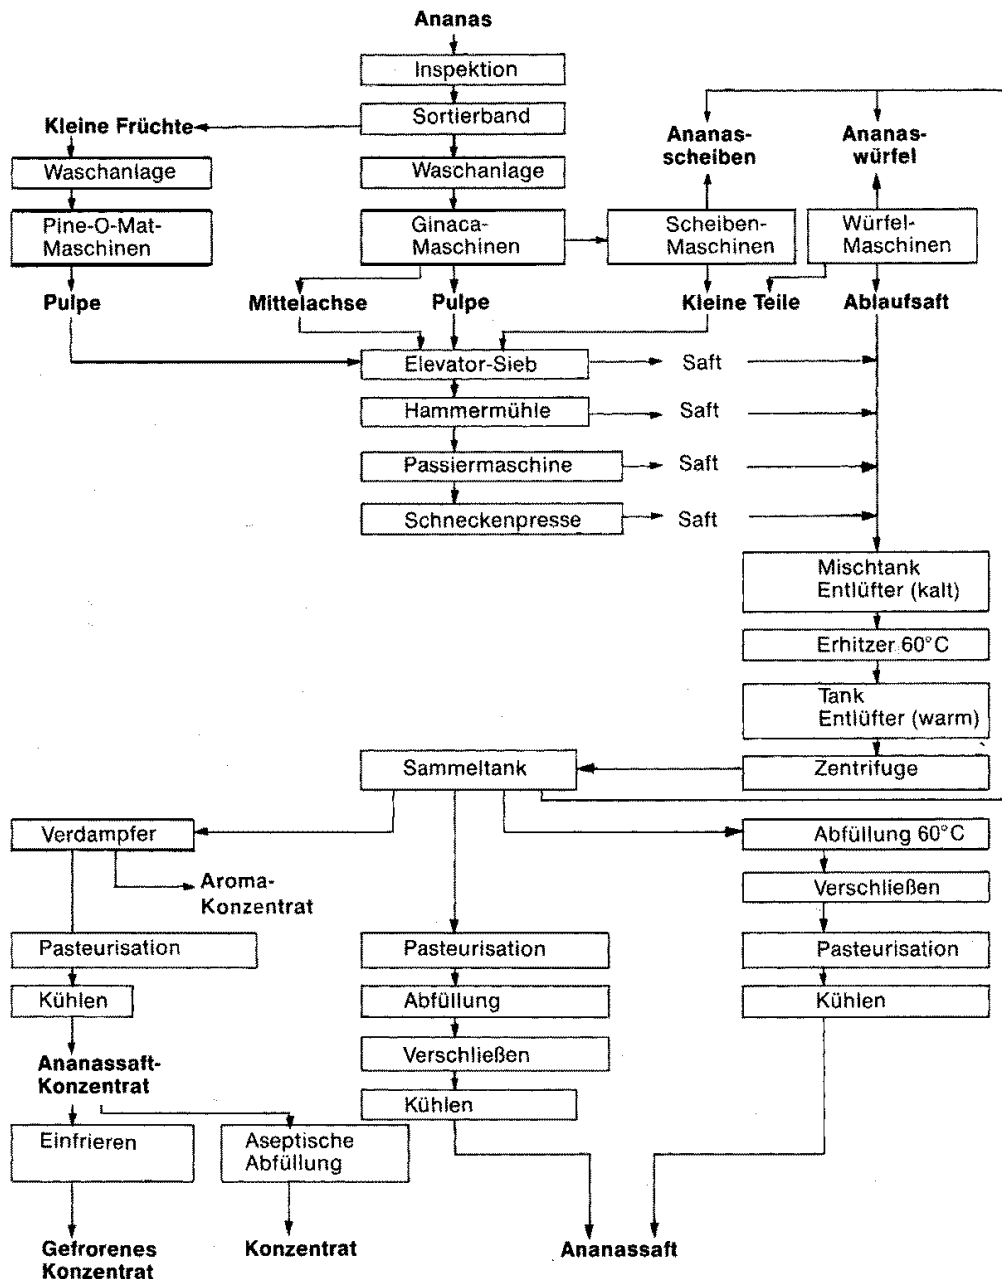 Ananas
Inspektion
Sortierband
Kleine Früchte
Ananas-
scheiben
Ananas-
würfel
Waschanlage
Waschanlage
Pine-O-Mat-
Maschinen
Ginaca-
Maschinen
Scheiben-
Maschinen
Würfel-
Maschinen
Pulpe
Mittelachse
Pulpe
Kleine Teile
Ablaufsaft
Elevator-Sieb
Saft
Hammermühle
Saft
Passiermaschine
Saft
Schneckenpresse
Saft
Mischtank
Entlüfter (kalt)
Erhitzer 60°C
Tank
Entlüfter (warm)
Sammeltank
Zentrifuge
Verdampfer
Abfüllung 60°C
Aroma-
Konzentrat
Verschließen
Pasteurisation
Pasteurisation
Pasteurisation
Kühlen
Abfüllung
Kühlen
Ananassaft-
Konzentrat
Verschließen
Kühlen
Einfrieren
Aseptische
Abfüllung
Gefrorenes
Konzentrat
Konzentrat
Ananassaft